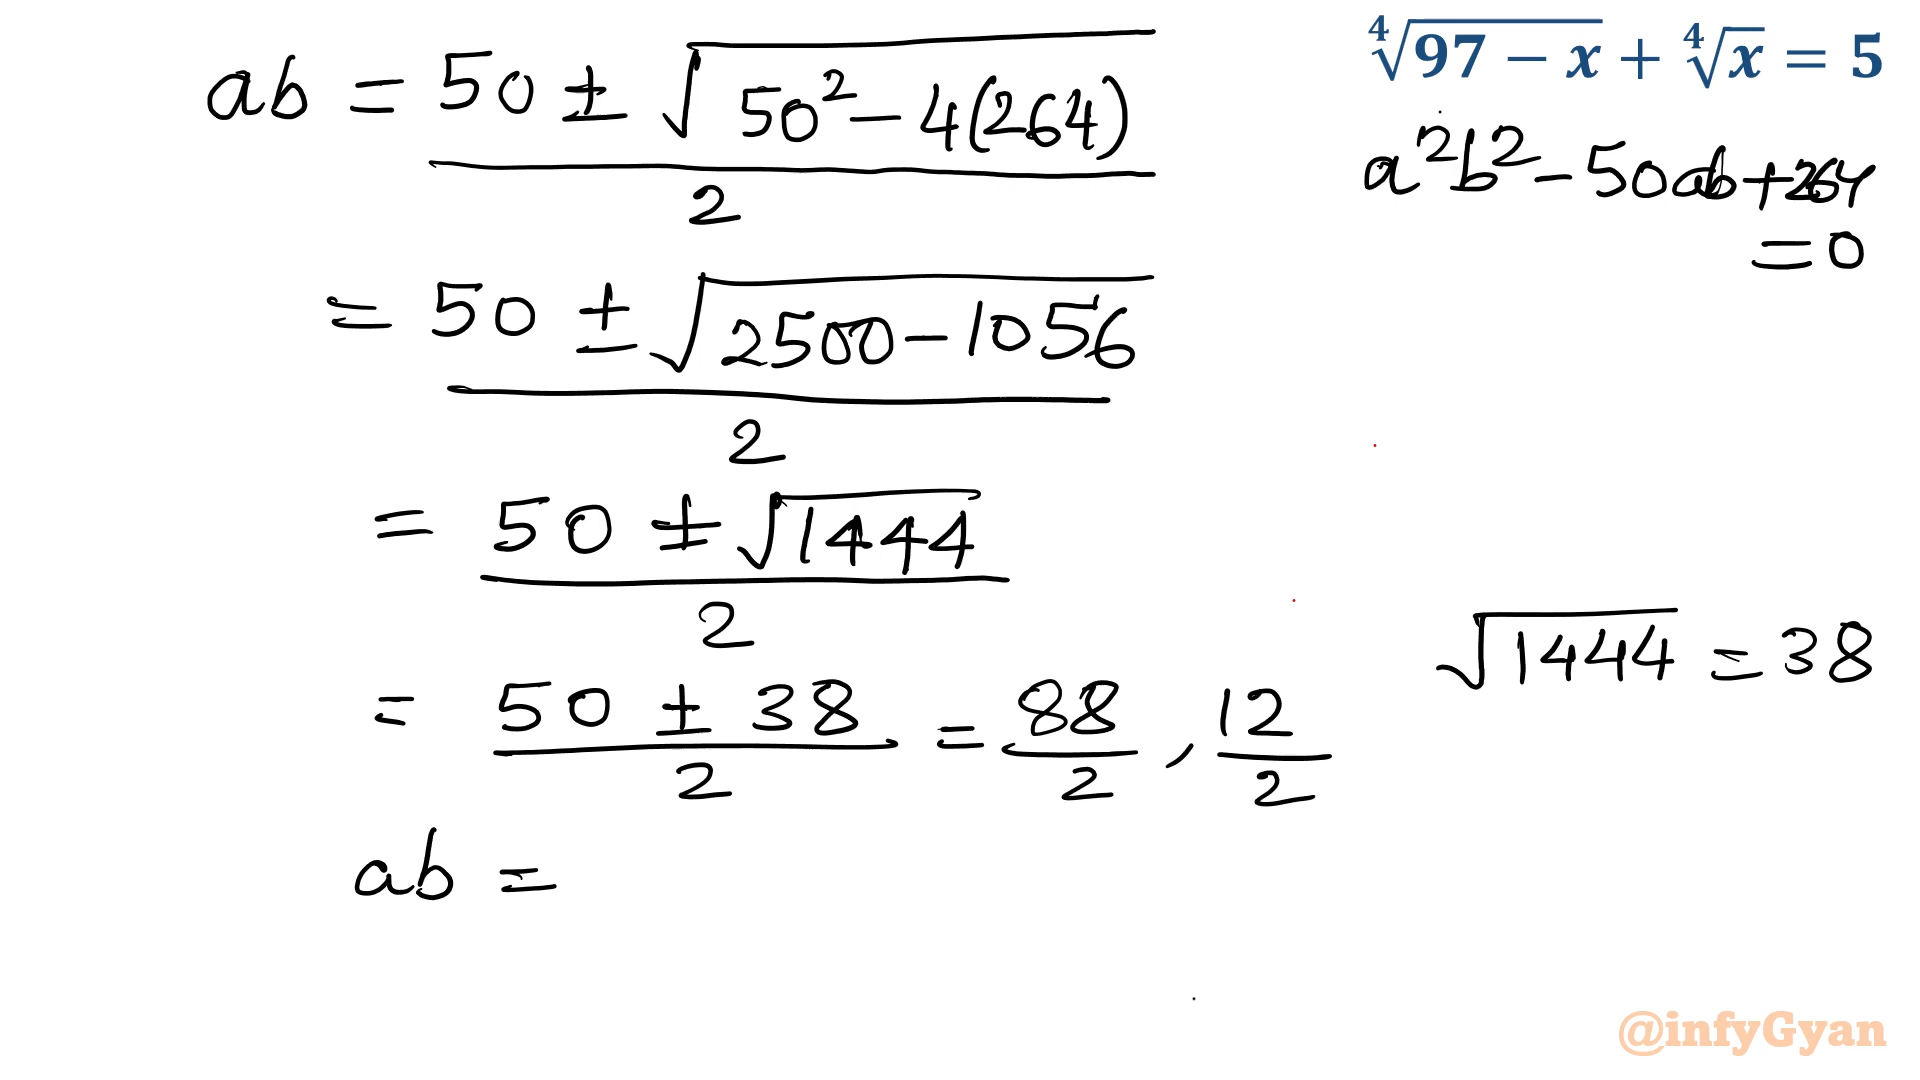 ∜(97 − x) + ∜x = 5
a²b² − 50ab + 264
= 0
ab = (50 ± √(50² − 4(264))) / 2
= (50 ± √(2500 − 1056)) / 2
= (50 ± √1444) / 2
√1444 = 38
= (50 ± 38) / 2 = 88/2 , 12/2
ab =
@infyGyan